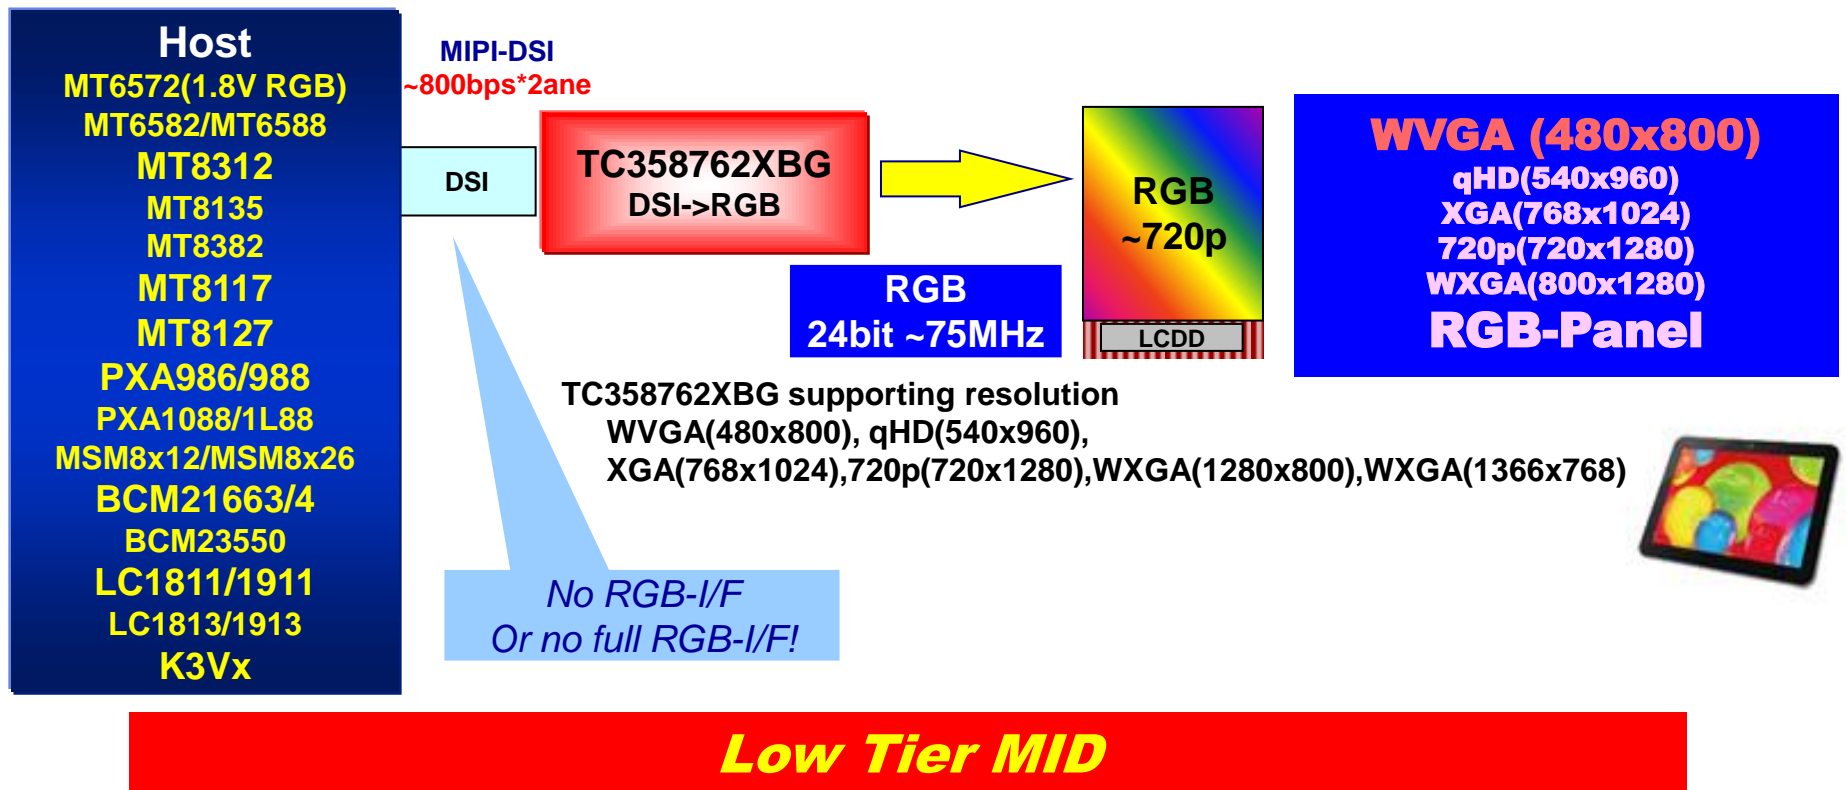 Host
MT6572(1.8V RGB)
MT6582/MT6588
MT8312
MT8135
MT8382
MT8117
MT8127
PXA986/988
PXA1088/1L88
MSM8x12/MSM8x26
BCM21663/4
BCM23550
LC1811/1911
LC1813/1913
K3Vx
MIPI-DSI
~800bps*2ane
DSI
TC358762XBG
DSI->RGB
RGB
24bit ~75MHz
RGB
~720p
LCDD
WVGA (480x800)
qHD(540x960)
XGA(768x1024)
720p(720x1280)
WXGA(800x1280)
RGB-Panel
TC358762XBG supporting resolution
WVGA(480x800), qHD(540x960),
XGA(768x1024),720p(720x1280),WXGA(1280x800),WXGA(1366x768)
No RGB-I/F
Or no full RGB-I/F!
Low Tier MID